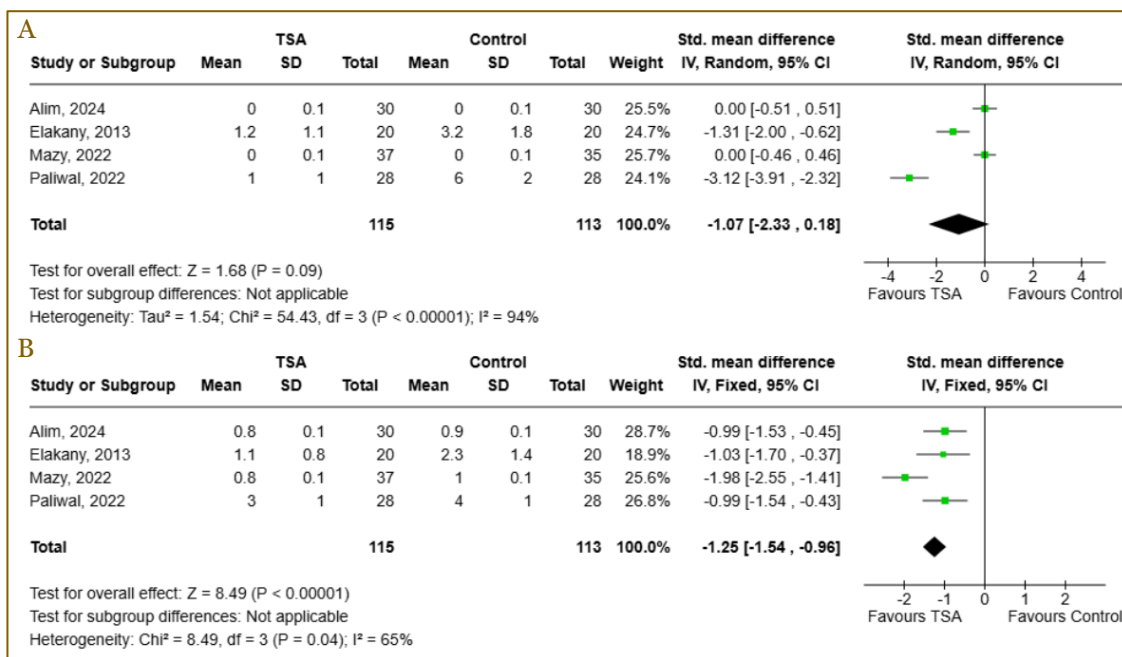 A
TSA Control Std. mean difference Std. mean difference
Study or Subgroup Mean SD Total Mean SD Total Weight IV, Random, 95% CI IV, Random, 95% CI
Alim, 2024 0 0.1 30 0 0.1 30 25.5% 0.00 [-0.51 , 0.51]
Elakany, 2013 1.2 1.1 20 3.2 1.8 20 24.7% -1.31 [-2.00 , -0.62]
Mazy, 2022 0 0.1 37 0 0.1 35 25.7% 0.00 [-0.46 , 0.46]
Paliwal, 2022 1 1 28 6 2 28 24.1% -3.12 [-3.91 , -2.32]
Total 115 113 100.0% -1.07 [-2.33 , 0.18]
Test for overall effect: Z = 1.68 (P = 0.09)
Test for subgroup differences: Not applicable
Heterogeneity: Tau² = 1.54; Chi² = 54.43, df = 3 (P < 0.00001); I² = 94%
-4 -2 0 2 4
Favours TSA Favours Control
B
TSA Control Std. mean difference Std. mean difference
Study or Subgroup Mean SD Total Mean SD Total Weight IV, Fixed, 95% CI IV, Fixed, 95% CI
Alim, 2024 0.8 0.1 30 0.9 0.1 30 28.7% -0.99 [-1.53 , -0.45]
Elakany, 2013 1.1 0.8 20 2.3 1.4 20 18.9% -1.03 [-1.70 , -0.37]
Mazy, 2022 0.8 0.1 37 1 0.1 35 25.6% -1.98 [-2.55 , -1.41]
Paliwal, 2022 3 1 28 4 1 28 26.8% -0.99 [-1.54 , -0.43]
Total 115 113 100.0% -1.25 [-1.54 , -0.96]
Test for overall effect: Z = 8.49 (P < 0.00001)
Test for subgroup differences: Not applicable
Heterogeneity: Chi² = 8.49, df = 3 (P = 0.04); I² = 65%
-2 -1 0 1 2
Favours TSA Favours Control